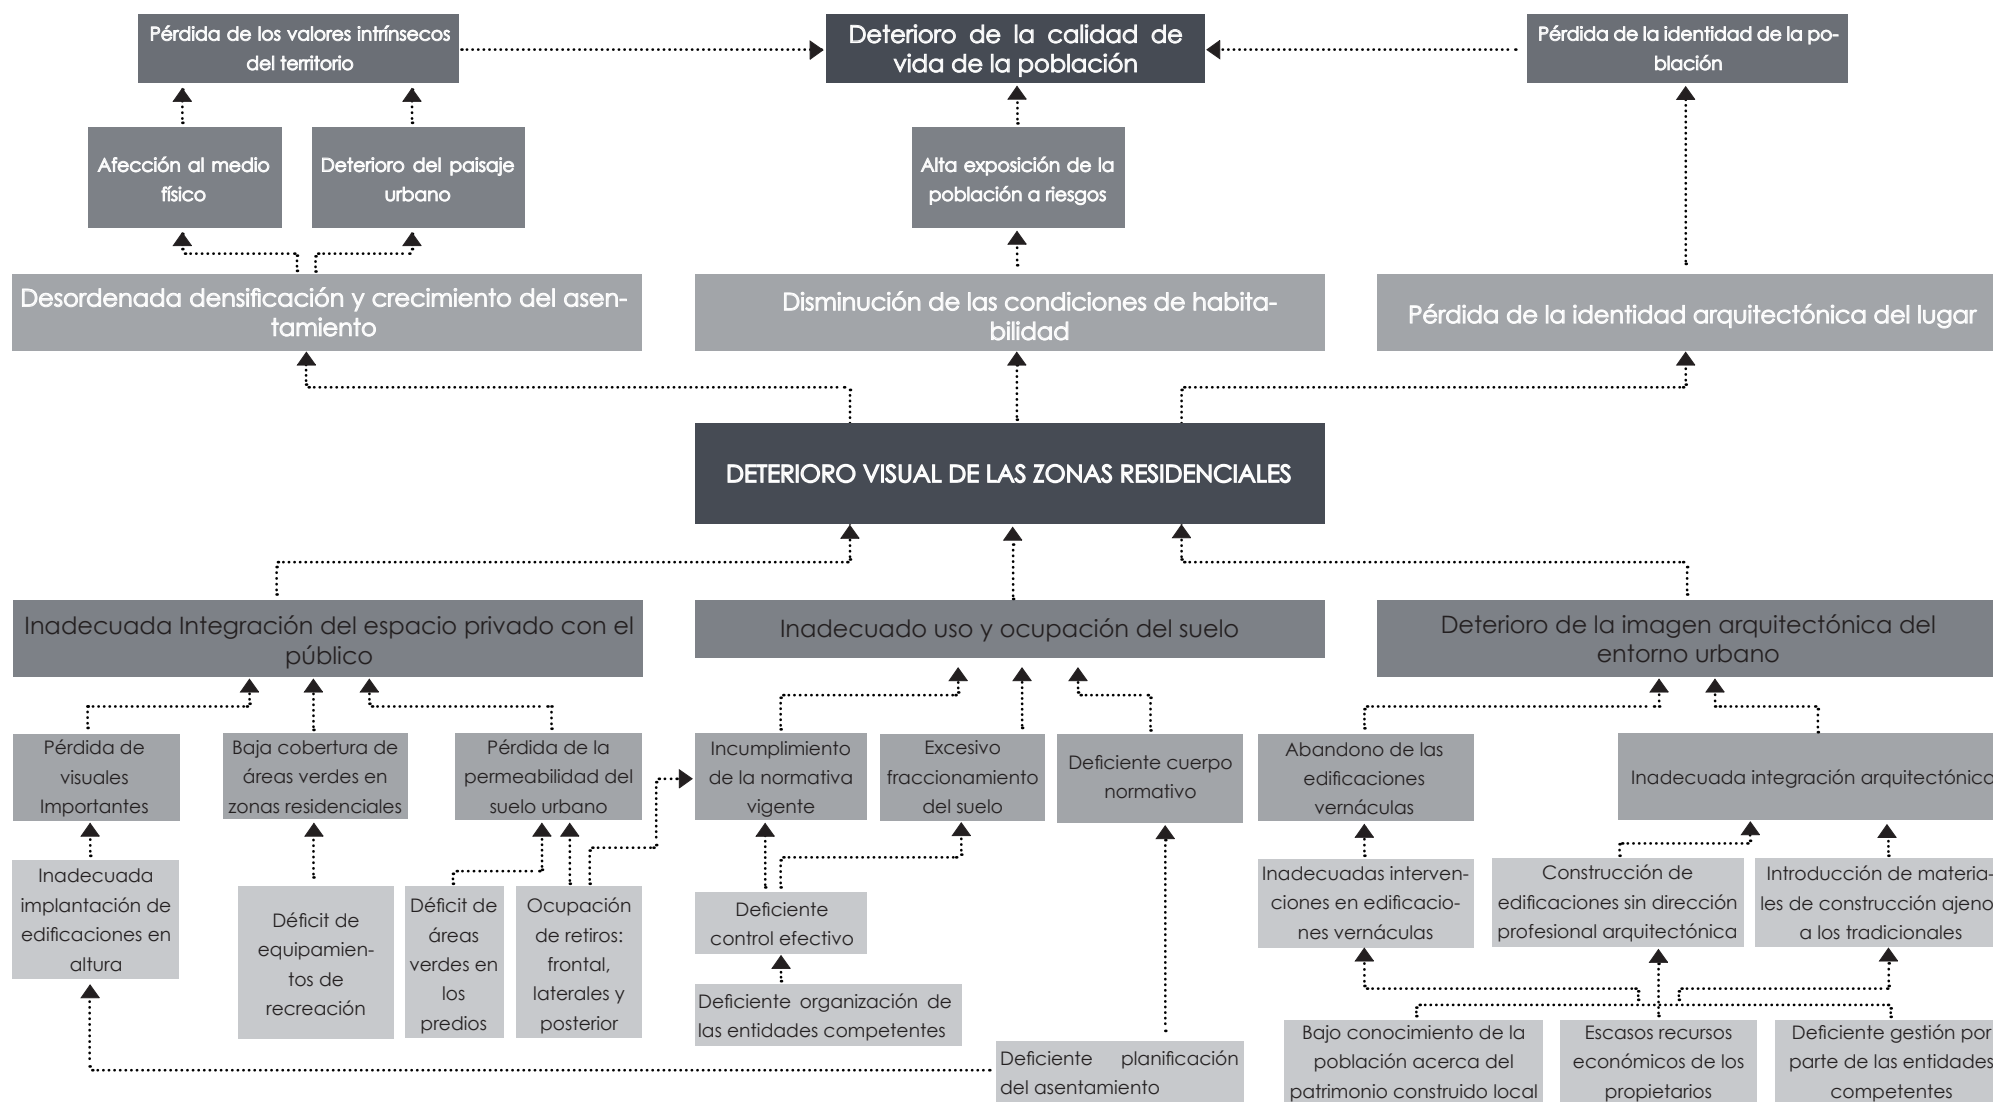 Pérdida de los valores intrínsecos
del territorio
Deterioro de la calidad de
vida de la población
Pérdida de la identidad de la po-
blación
Afección al medio
físico
Deterioro del paisaje
urbano
Alta exposición de la
población a riesgos
Desordenada densificación y crecimiento del asen-
tamiento
Disminución de las condiciones de habita-
bilidad
Pérdida de la identidad arquitectónica del lugar
DETERIORO VISUAL DE LAS ZONAS RESIDENCIALES
Inadecuada Integración del espacio privado con el
público
Inadecuado uso y ocupación del suelo
Deterioro de la imagen arquitectónica del
entorno urbano
Pérdida de
visuales
Importantes
Baja cobertura de
áreas verdes en
zonas residenciales
Pérdida de la
permeabilidad del
suelo urbano
Incumplimiento
de la normativa
vigente
Excesivo
fraccionamiento
del suelo
Deficiente cuerpo
normativo
Abandono de las
edificaciones
vernáculas
Inadecuada integración arquitectónica
Inadecuada
implantación de
edificaciones en
altura
Déficit de
equipamien-
tos de
recreación
Déficit de
áreas
verdes en
los
predios
Ocupación
de retiros:
frontal,
laterales y
posterior
Deficiente
control efectivo
Inadecuadas interven-
ciones en edificacio-
nes vernáculas
Construcción de
edificaciones sin dirección
profesional arquitectónica
Introducción de materia-
les de construcción ajeno
a los tradicionales
Deficiente organización de
las entidades competentes
Deficiente planificación
del asentamiento
Bajo conocimiento de la
población acerca del
patrimonio construido local
Escasos recursos
económicos de los
propietarios
Deficiente gestión por
parte de las entidades
competentes